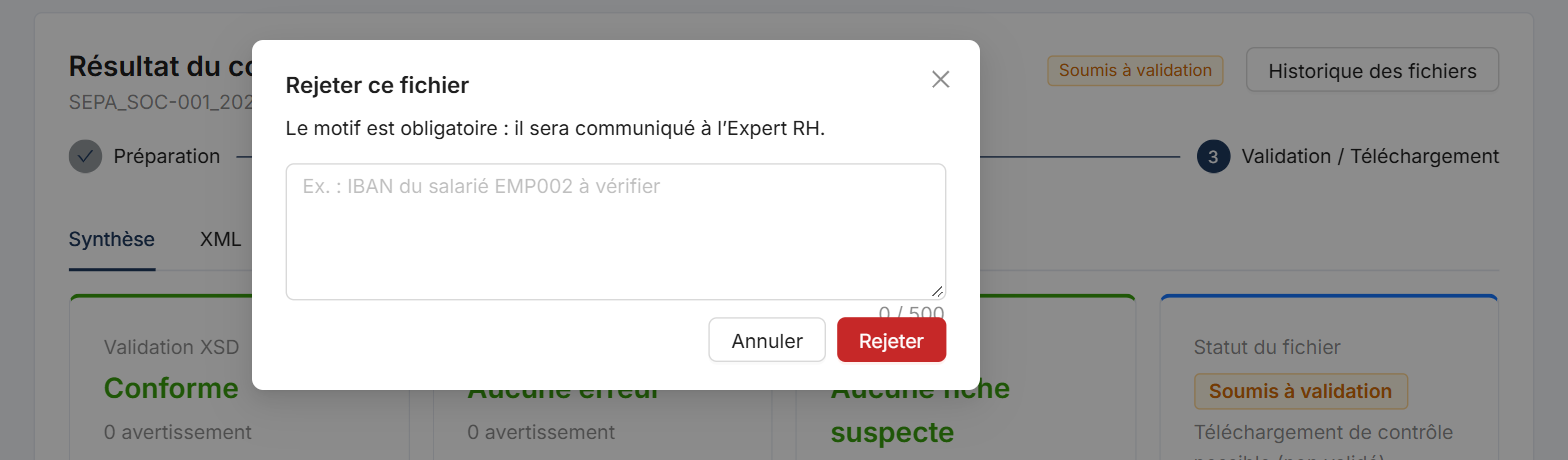 Résultat du co
SEPA_SOC-001_202
Soumis à validation
Historique des fichiers
Préparation
3 Validation / Téléchargement
Synthèse XML
Rejeter ce fichier
Le motif est obligatoire : il sera communiqué à l’Expert RH.
Ex. : IBAN du salarié EMP002 à vérifier
0 / 500
Annuler Rejeter
Validation XSD
Conforme
0 avertissement
Aucune erreur
0 avertissement
Aucune fiche
suspecte
Statut du fichier
Soumis à validation
Téléchargement de contrôle
possible (non validé)